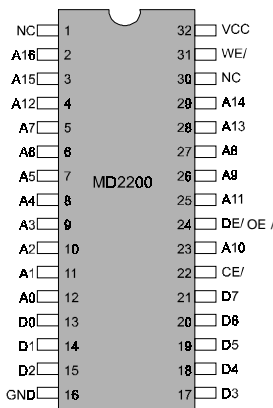 NC 1 32 VCC
A16 2 31 WE/
A15 3 30 NC
A12 4 29 A14
A7 5 28 A13
A6 6 27 A8
A5 7 26 A9
MD2200
A4 8 25 A11
A3 9 24 DE/ OE /
A2 10 23 A10
A1 11 22 CE/
A0 12 21 D7
D0 13 20 D6
D1 14 19 D5
D2 15 18 D4
GND 16 17 D3